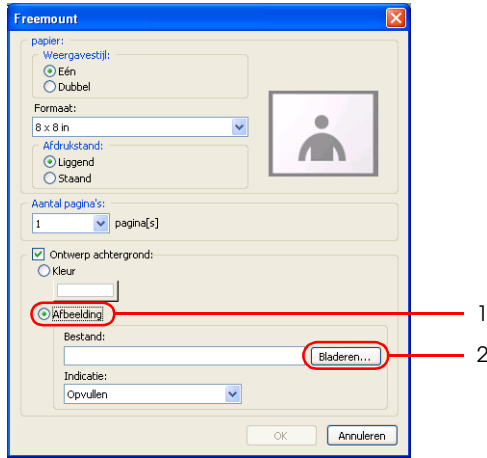 Freemount
papier:
Weergavestijl:
Eén
Dubbel
Formaat:
8 x 8 in
Afdrukstand:
Liggend
Staand
Aantal pagina's:
1 pagina[s]
Ontwerp achtergrond:
Kleur
Afbeelding
1
Bestand:
Bladeren...
2
Indicatie:
Opvullen
OK Annuleren